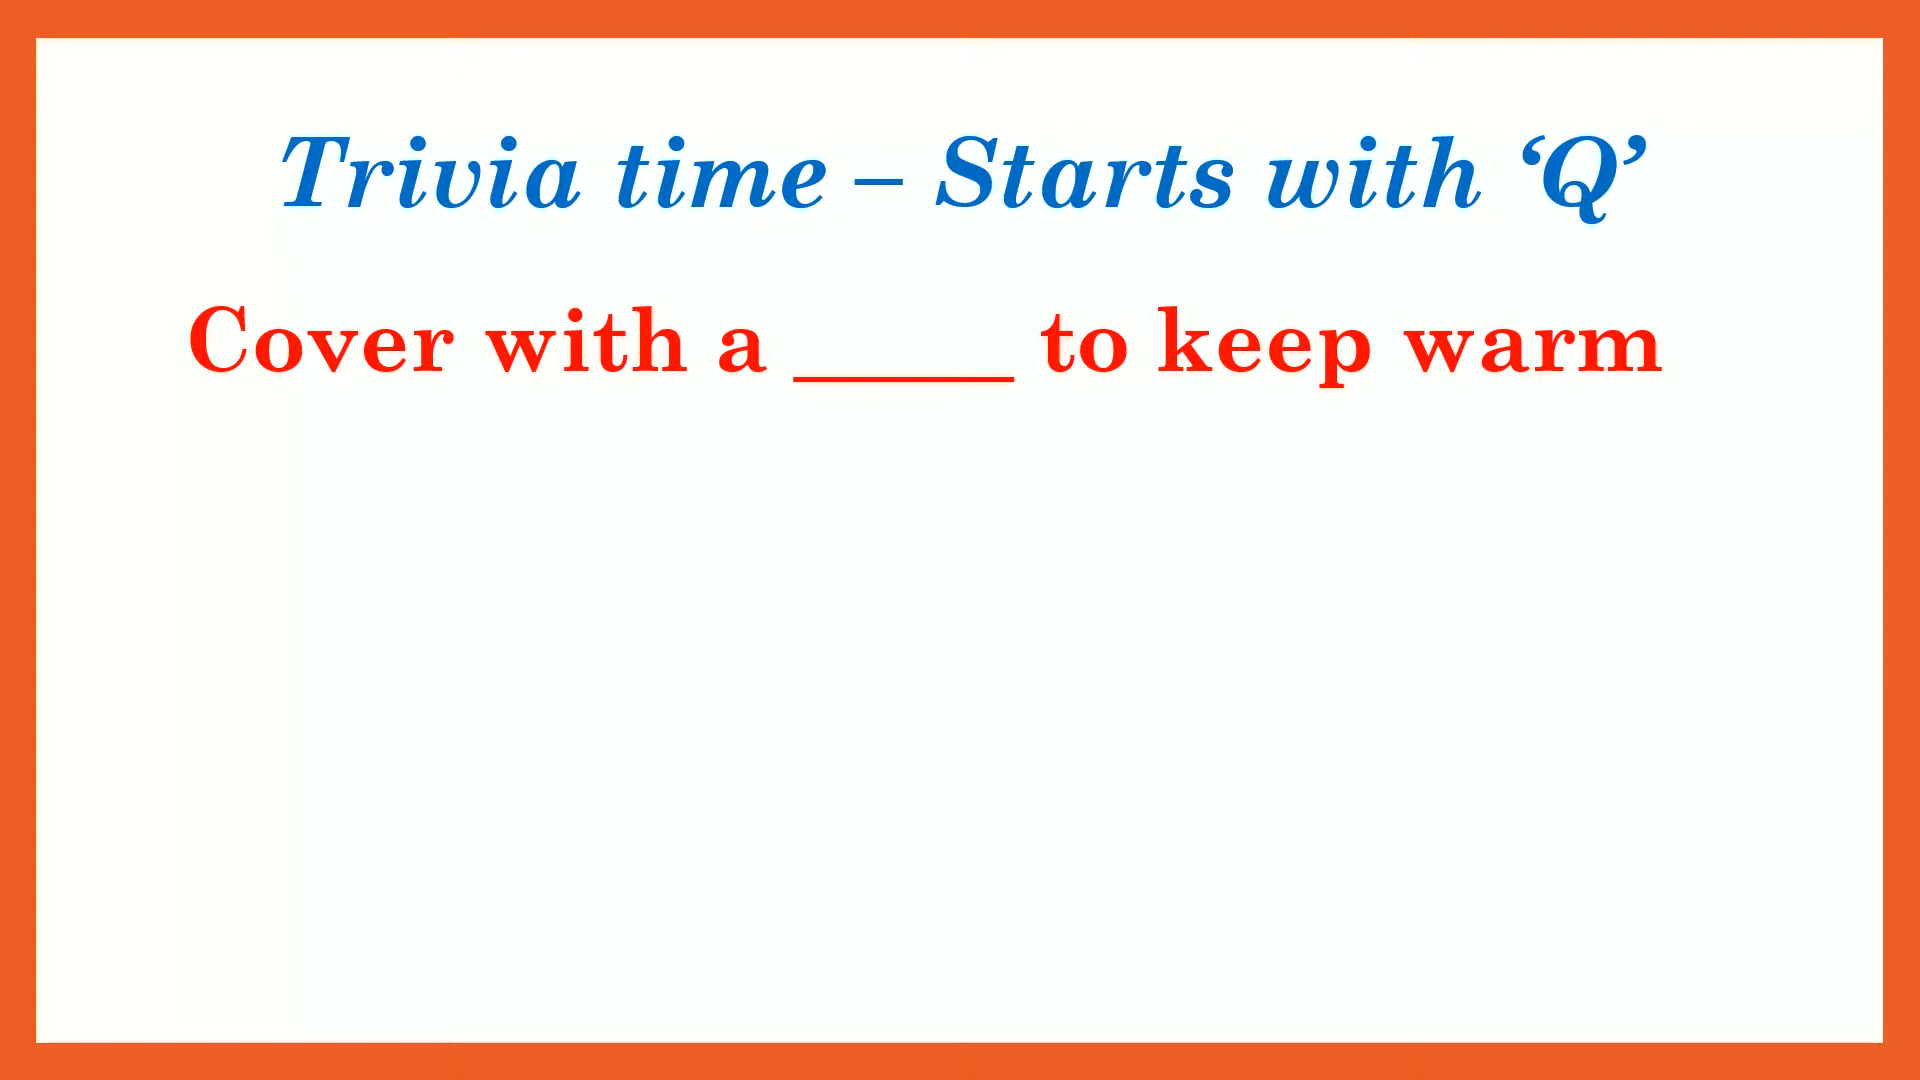 Trivia time – Starts with ‘Q’
Cover with a _____ to keep warm